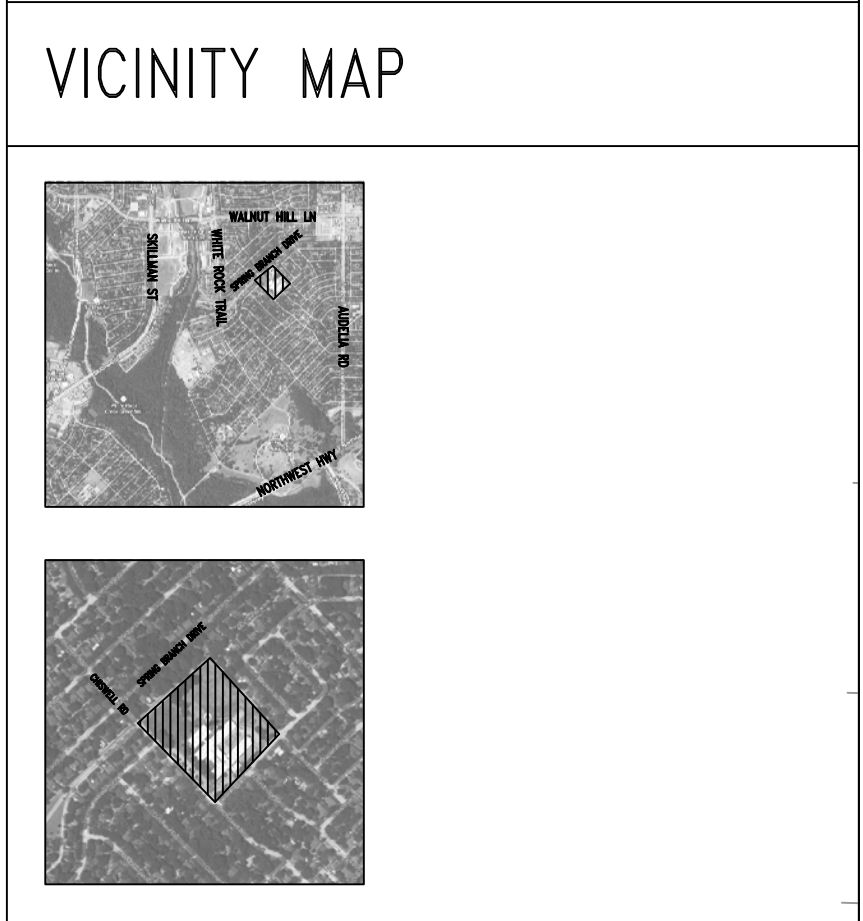 VICINITY MAP
WALNUT HILL LN
SPRING BRANCH DRIVE
SKILLMAN ST
WHITE ROCK TRAIL
AUDELIA RD
NORTHWEST HWY
SPRING BRANCH DRIVE
CHISWELL RD